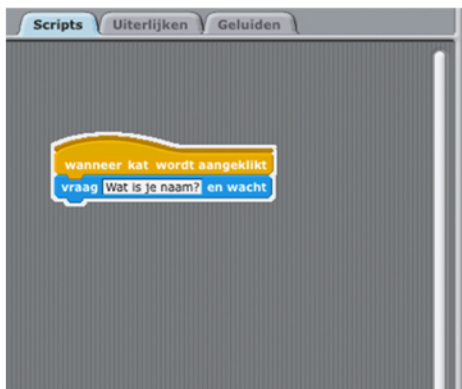 Scripts Uiterlijken Geluiden
wanneer kat wordt aangeklikt
vraag Wat is je naam? en wacht